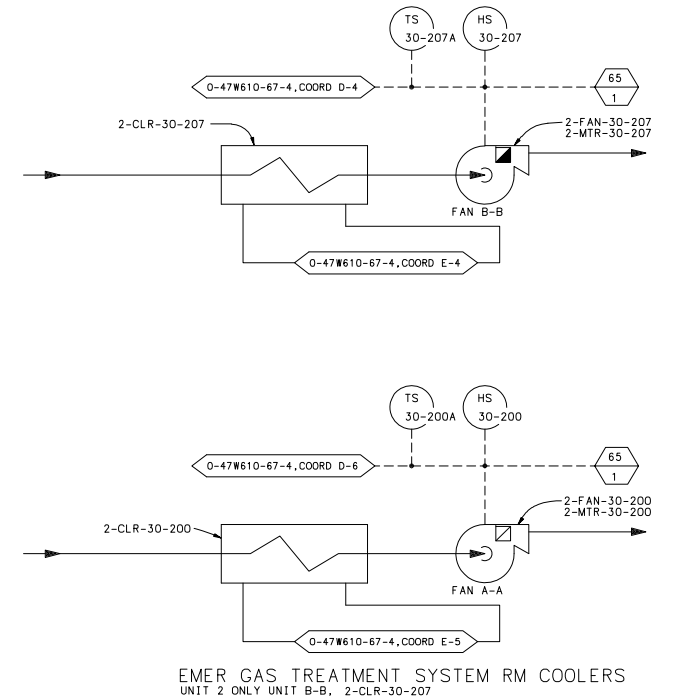 TS
30-207A
HS
30-207
0-47W610-67-4,COORD D-4
65
1
2-CLR-30-207
2-FAN-30-207
2-MTR-30-207
FAN B-B
0-47W610-67-4,COORD E-4
TS
30-200A
HS
30-200
0-47W610-67-4,COORD D-6
65
1
2-CLR-30-200
2-FAN-30-200
2-MTR-30-200
FAN A-A
0-47W610-67-4,COORD E-5
EMER GAS TREATMENT SYSTEM RM COOLERS
UNIT 2 ONLY UNIT B-B, 2-CLR-30-207